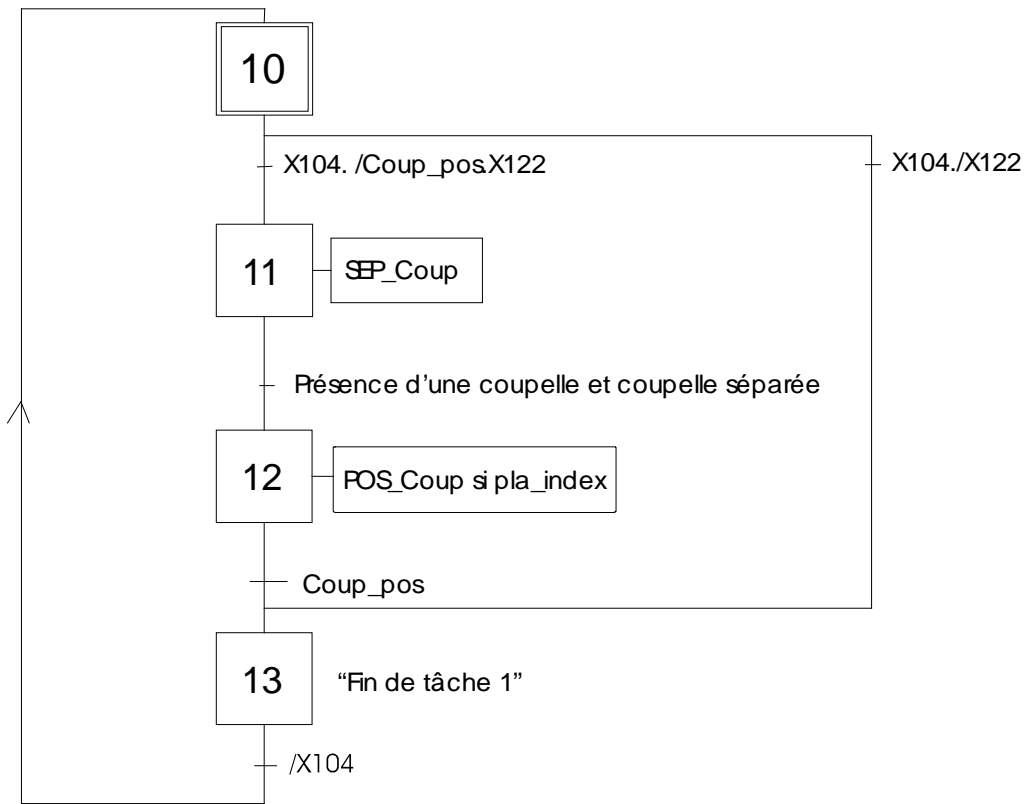 10
X104. /Coup_pos.X122
X104./X122
11
SEP_Coup
Présence d'une coupelle et coupelle séparée
12
POS_Coup si pla_index
Coup_pos
13
“Fin de tâche 1”
/X104